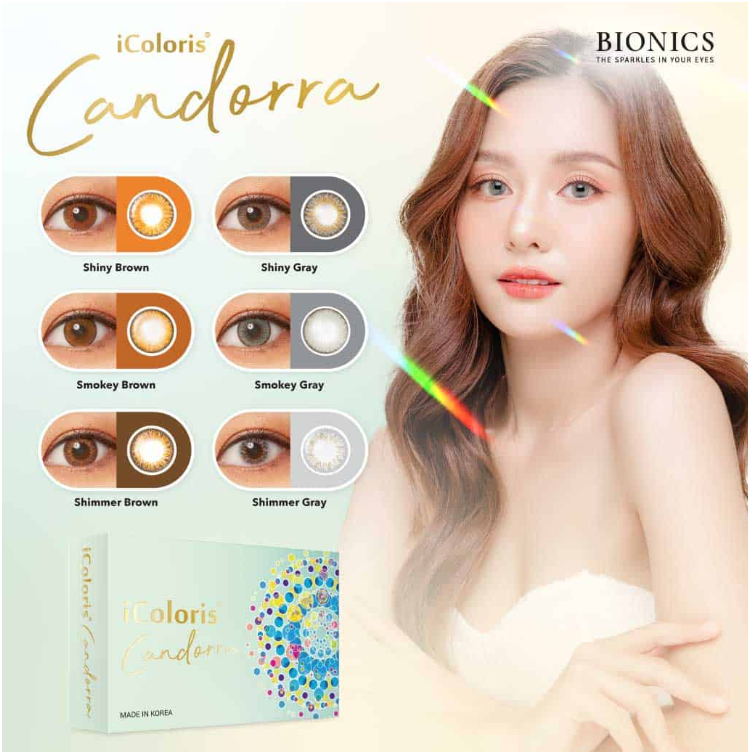 iColoris®
Candorra
BIONICS
THE SPARKLES IN YOUR EYES
Shiny Brown
Shiny Gray
Smokey Brown
Smokey Gray
Shimmer Brown
Shimmer Gray
iColoris Candorra
iColoris®
Candorra
MADE IN KOREA